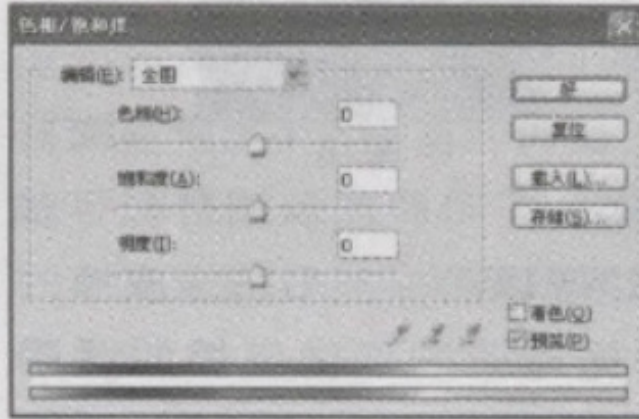 色相/饱和度
编辑(E): 全图
好
色相(H): 0
复位
饱和度(A): 0
载入(L)...
存储(S)...
明度(I): 0
着色(O)
预览(P)